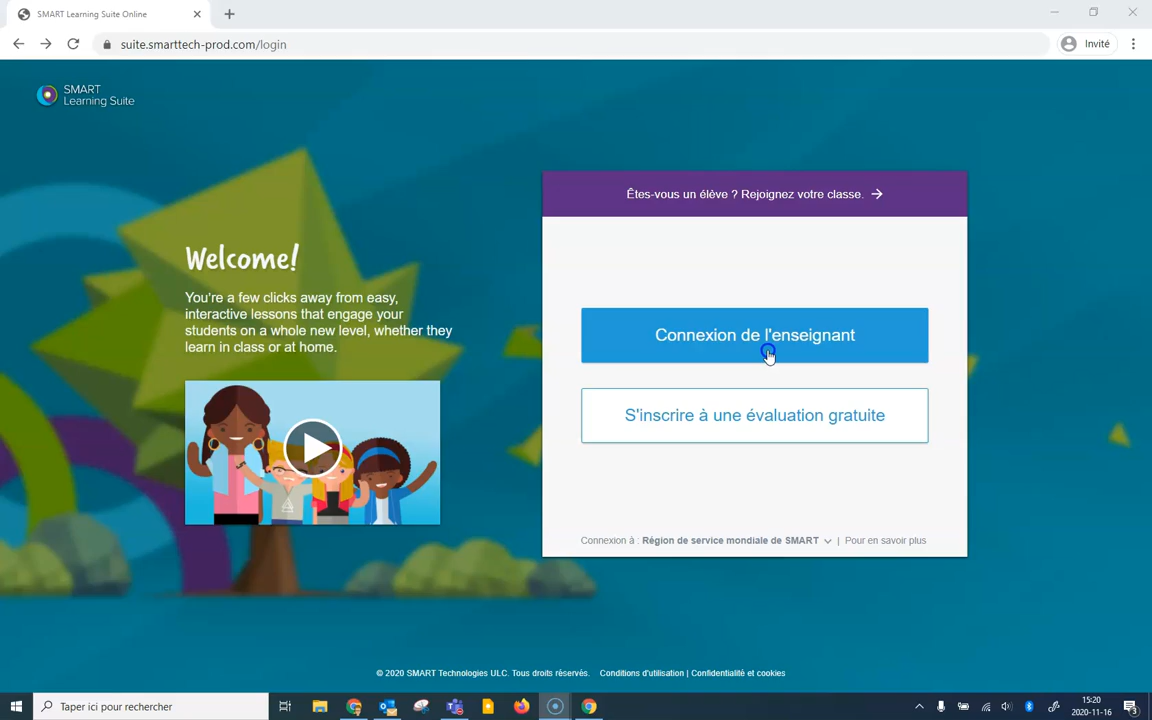 SMART Learning Suite Online
suite.smarttech-prod.com/login
Invité
SMART
Learning Suite
Êtes-vous un élève ? Rejoignez votre classe. →
Welcome!
You're a few clicks away from easy,
interactive lessons that engage your
students on a whole new level, whether they
learn in class or at home.
Connexion de l'enseignant
S'inscrire à une évaluation gratuite
Connexion à : Région de service mondiale de SMART | Pour en savoir plus
© 2020 SMART Technologies ULC. Tous droits réservés. Conditions d'utilisation | Confidentialité et cookies
Taper ici pour rechercher
15:20
2020-11-16
3